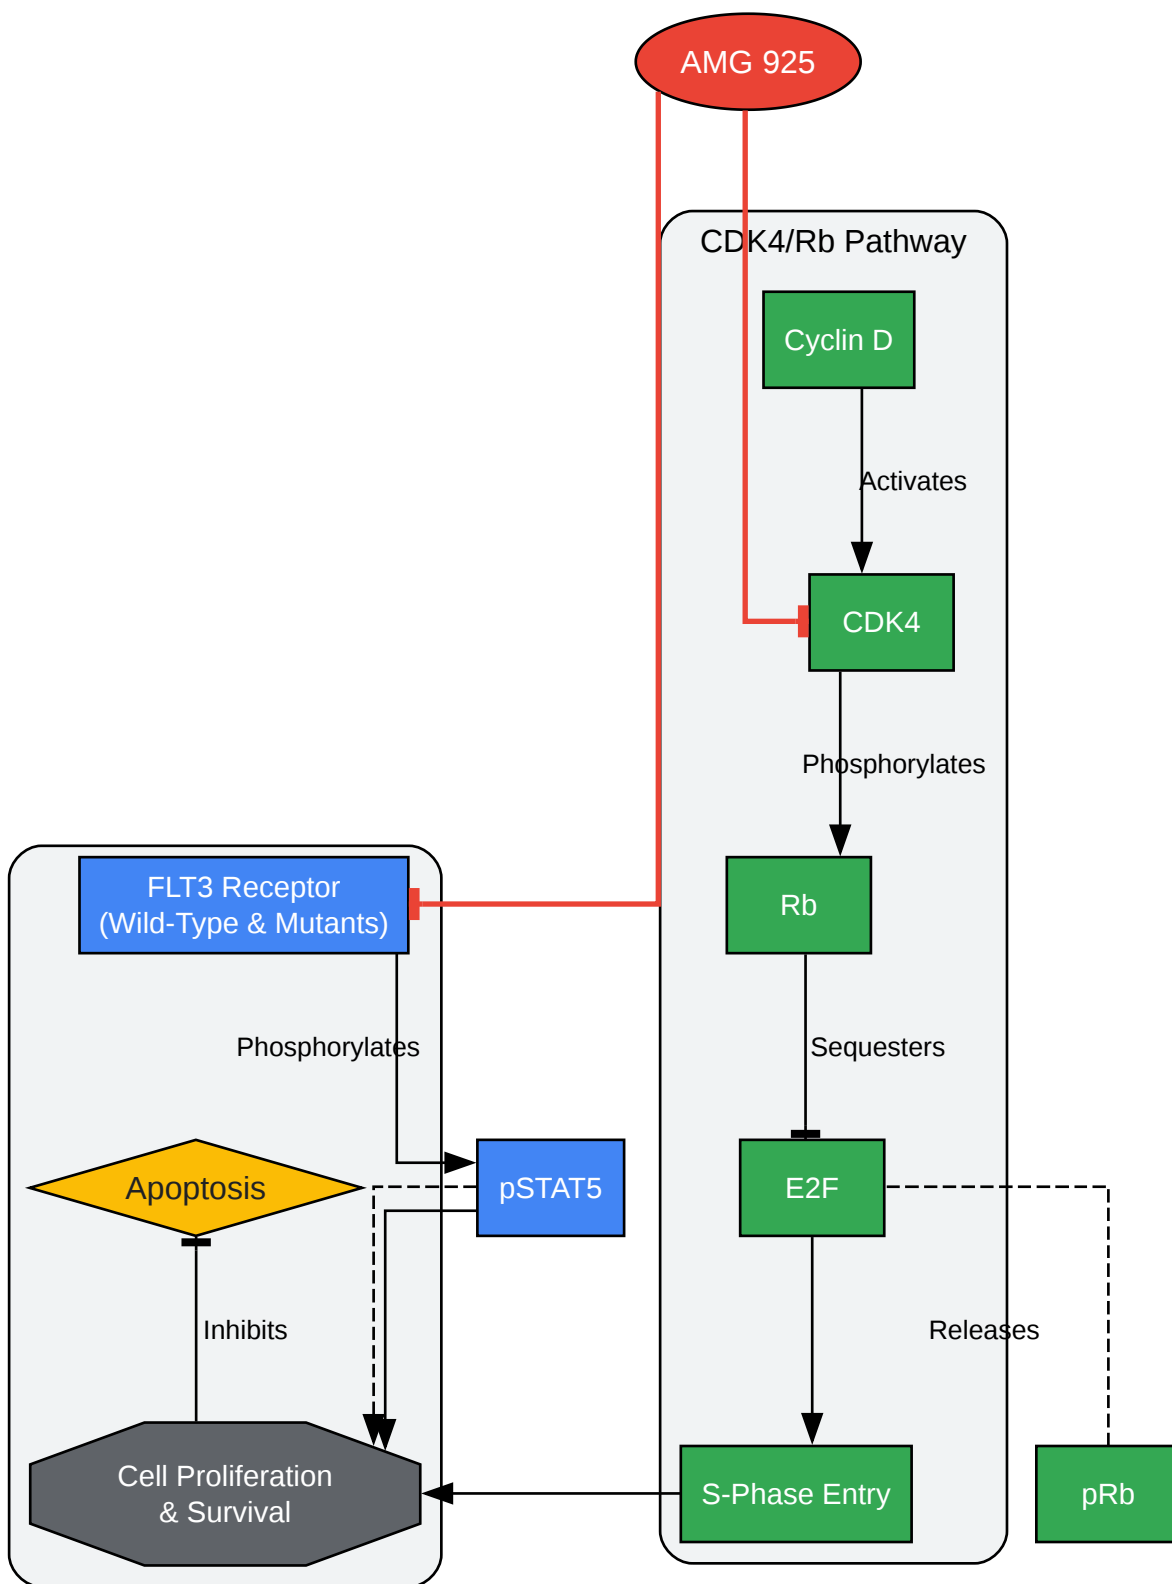 AMG 925
CDK4/Rb Pathway
Cyclin D
Activates
CDK4
Phosphorylates
FLT3 Receptor
(Wild-Type & Mutants)
Rb
Phosphorylates
Sequesters
Apoptosis
pSTAT5
E2F
Inhibits
Releases
Cell Proliferation
& Survival
S-Phase Entry
pRb